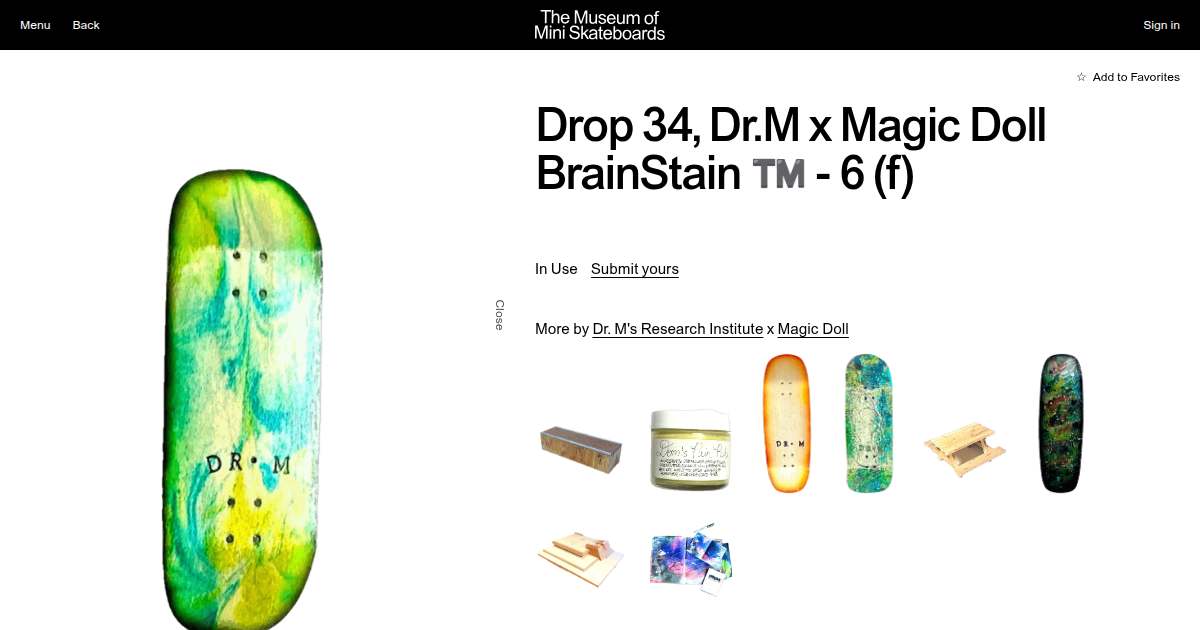 Menu
Back
The Museum of
Mini Skateboards
Sign in
☆ Add to Favorites
Drop 34, Dr.M x Magic Doll
BrainStain ™️ - 6 (f)
In Use Submit yours
Close
More by Dr. M's Research Institute x Magic Doll
DR•M
DR•M